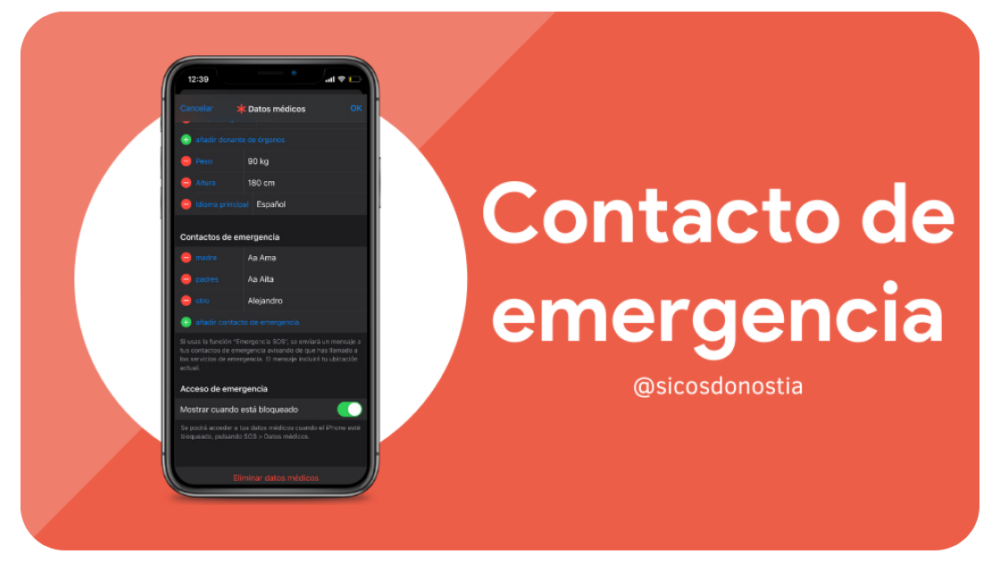 12:39
Cancelar
Datos médicos
OK
añadir donante de órganos
Peso 90 kg
Altura 180 cm
Idioma principal Español
Contactos de emergencia
madre Aa Ama
padres Aa Aita
otro Alejandro
añadir contacto de emergencia
Si usas la función "Emergencia SOS", se enviará un mensaje a
tus contactos de emergencia avisando de que has llamado a
los servicios de emergencia. El mensaje incluirá tu ubicación
actual.
Acceso de emergencia
Mostrar cuando está bloqueado
Se podrá acceder a tus datos médicos cuando el iPhone esté
bloqueado, pulsando SOS > Datos médicos.
Eliminar datos médicos
Contacto de
emergencia
@sicosdonostia